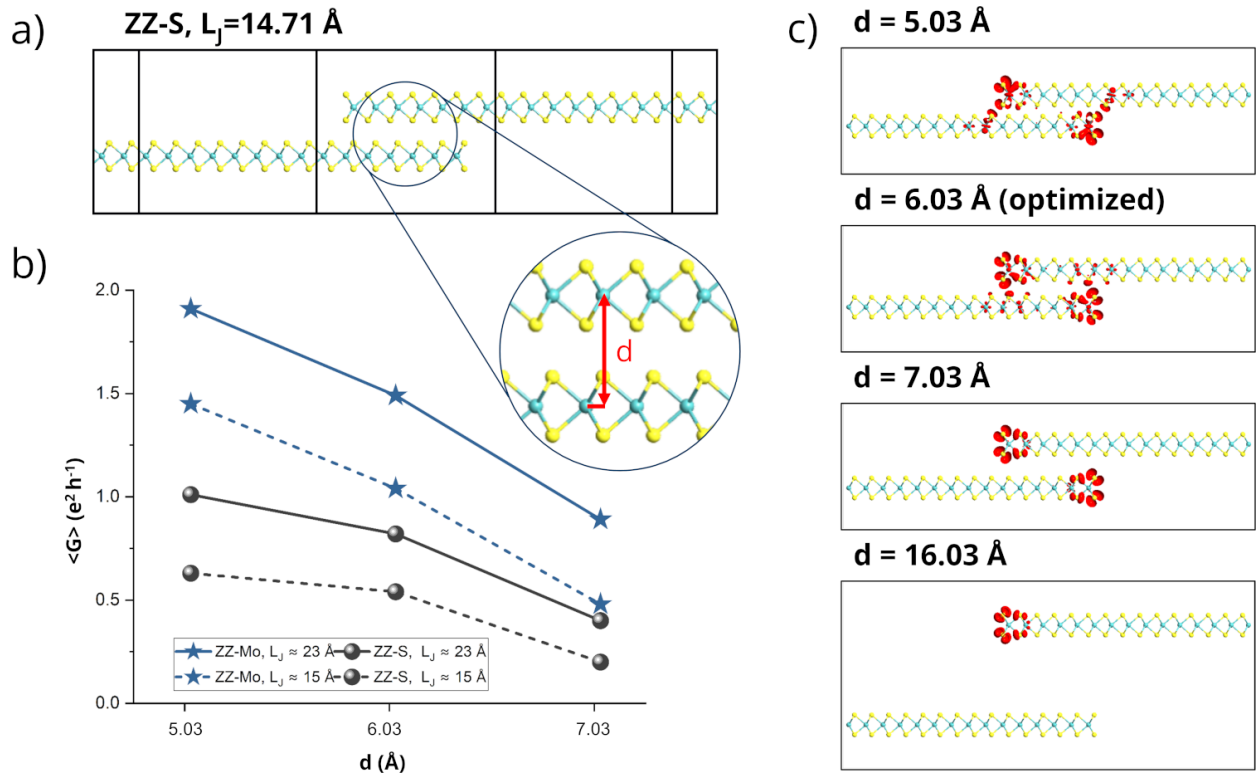 a)
ZZ-S, LJ=14.71 Å
b)
2.0
1.5
1.0
0.5
0.0
<G> (e² h⁻¹)
5.03
6.03
7.03
d (Å)
ZZ-Mo, LJ ≈ 23 Å
ZZ-S, LJ ≈ 23 Å
ZZ-Mo, LJ ≈ 15 Å
ZZ-S, LJ ≈ 15 Å
d
c)
d = 5.03 Å
d = 6.03 Å (optimized)
d = 7.03 Å
d = 16.03 Å